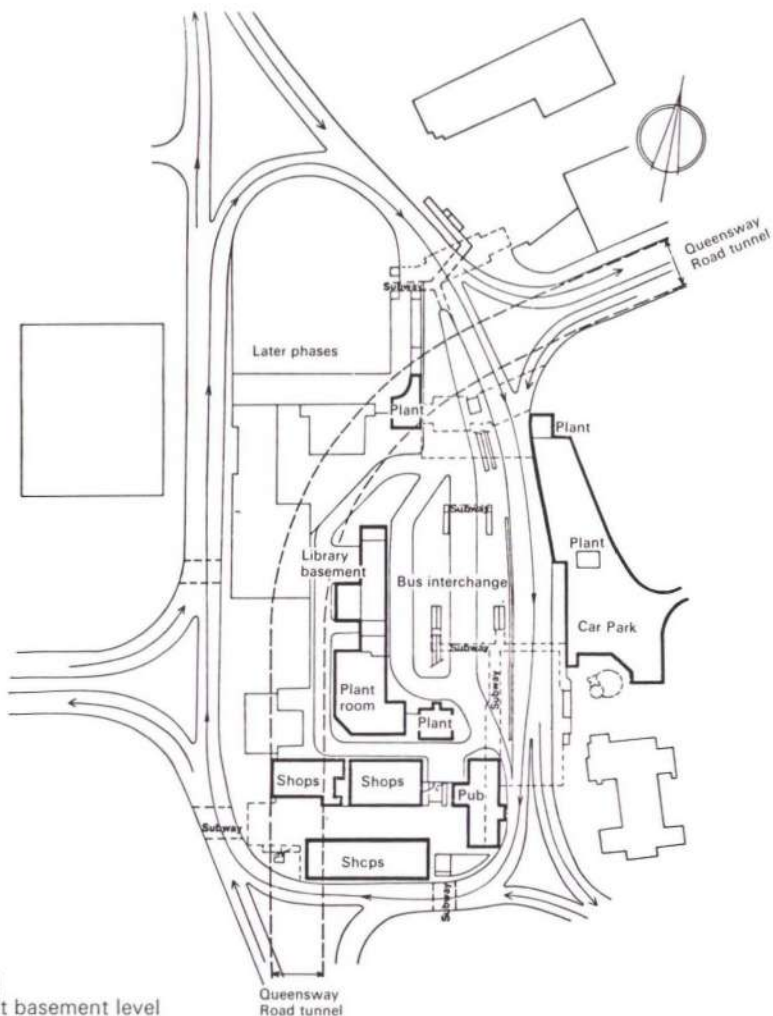 Queensway
Road tunnel
Subway
Later phases
Plant
Plant
Subway
Plant
Library
basement
Bus interchange
Car Park
Subway
Subway
Plant
room
Plant
Shops
Shops
Pub
Subway
Shops
Subway
t basement level
Queensway
Road tunnel